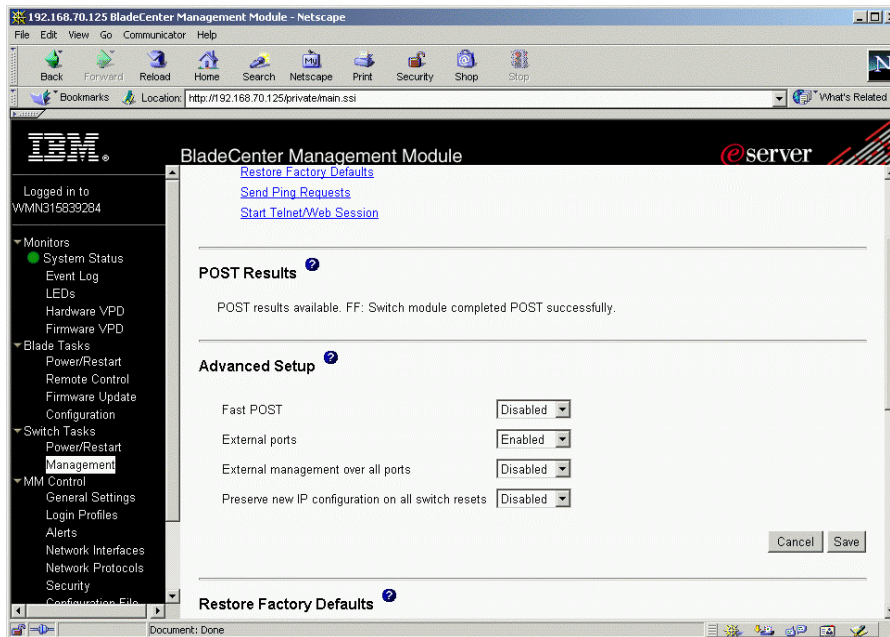 192.168.70.125 BladeCenter Management Module - Netscape
File Edit View Go Communicator Help
Back Forward Reload Home Search Netscape Print Security Shop Stop
My
N
Bookmarks Location: http://192.168.70.125/private/main.ssi What's Related
IBM®
BladeCenter Management Module
eserver
Logged in to
WMN315839284
Monitors
System Status
Event Log
LEDs
Hardware VPD
Firmware VPD
Blade Tasks
Power/Restart
Remote Control
Firmware Update
Configuration
Switch Tasks
Power/Restart
Management
MM Control
General Settings
Login Profiles
Alerts
Network Interfaces
Network Protocols
Security
Configuration File
Restore Factory Defaults
Send Ping Requests
Start Telnet/Web Session
POST Results ?
POST results available. FF: Switch module completed POST successfully.
Advanced Setup ?
Fast POST Disabled
External ports Enabled
External management over all ports Disabled
Preserve new IP configuration on all switch resets Disabled
Cancel Save
Restore Factory Defaults ?
Document: Done